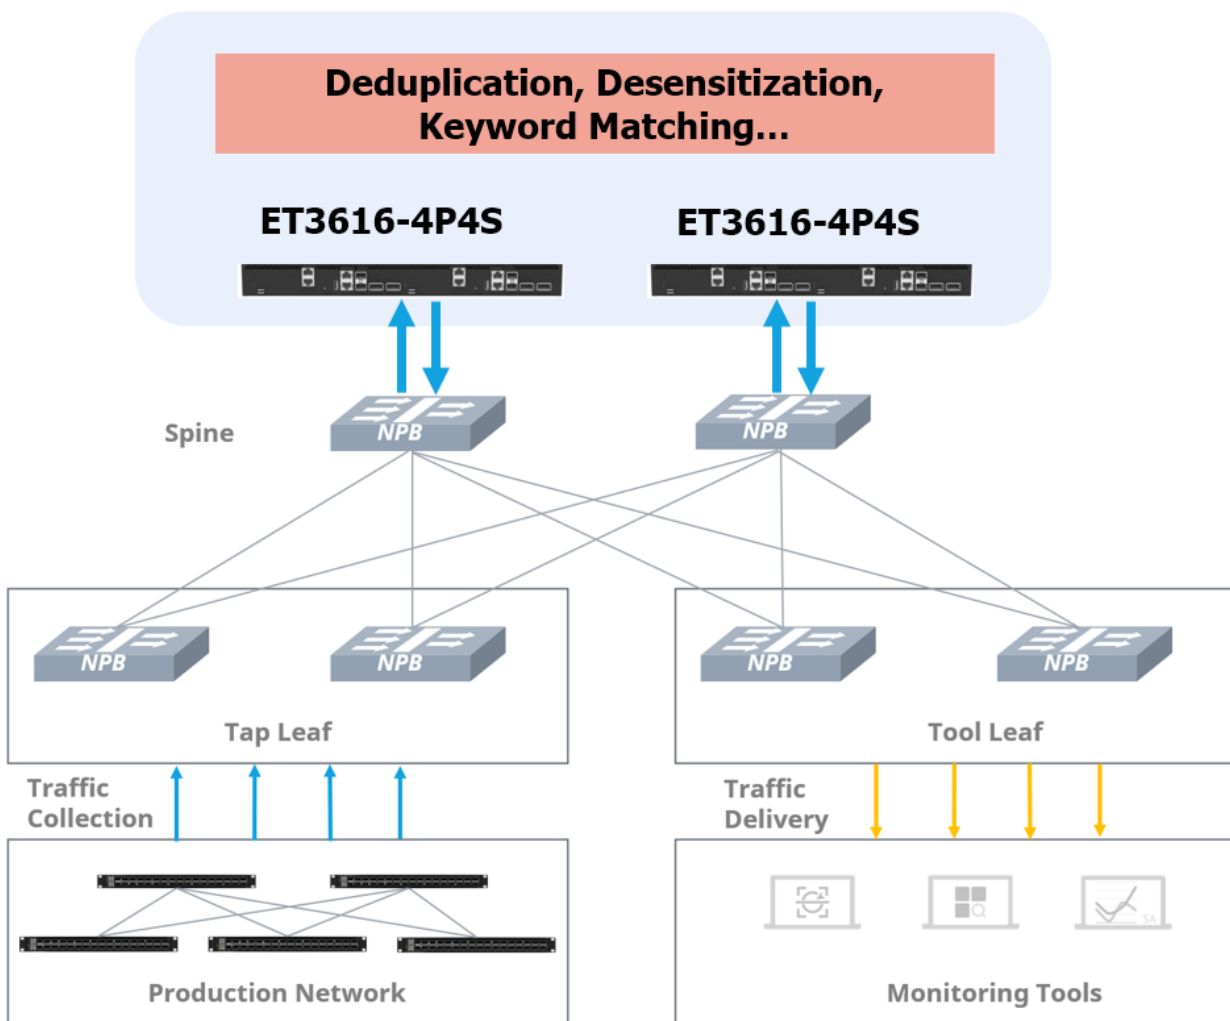 Deduplication, Desensitization,
Keyword Matching...
ET3616-4P4S
ET3616-4P4S
Spine
NPB
NPB
NPB
NPB
NPB
NPB
Tap Leaf
Tool Leaf
Traffic
Collection
Traffic
Delivery
SA
Production Network
Monitoring Tools